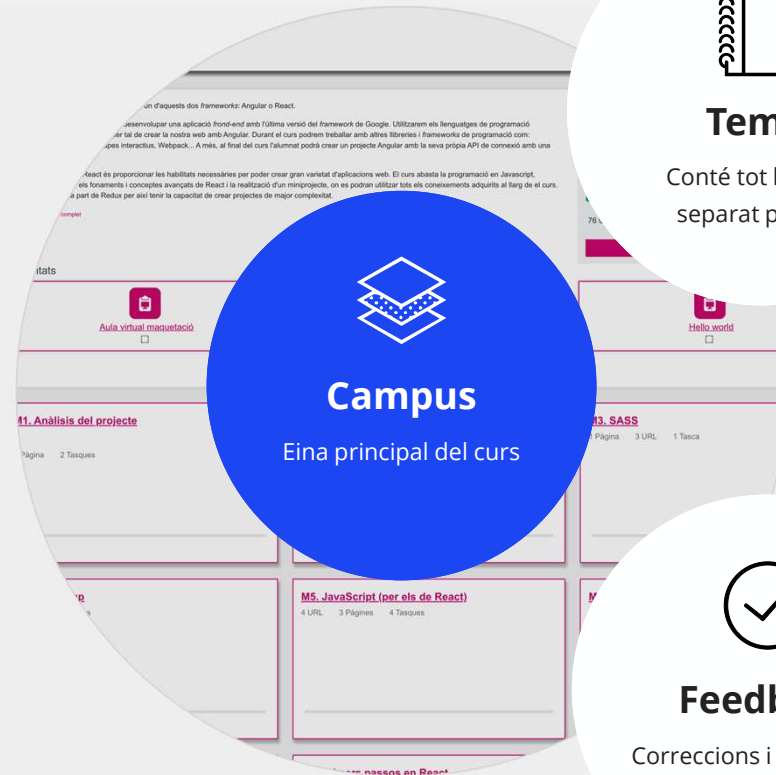 un d'aquests dos frameworks: Angular o React.
desenvolupar una aplicació frond-end amb l'última versió del framework de Google. Utilitzarem els llenguatges de programació
per tal de crear la nostra web amb Angular. Durant el curs podrem treballar amb altres llibreries i frameworks de programació com:
interactius, Webpack... A més, al final del curs l'alumnat podrà crear un projecte Angular amb la seva pròpia API de connexió amb una
React és proporcionar les habilitats necessàries per poder crear gran varietat d'aplicacions web. El curs abasta la programació en Javascript,
els fonaments i conceptes avançats de React i la realització d'un miniprojecte, on es podran utilitzar tots els coneixements adquirits al llarg de el curs.
a part de Redux per així tenir la capacitat de crear projectes de major complexitat.
complet
Tem
Conté tot
separat p
76
itats
Aula virtual maquetació
Hello world
Campus
Eina principal del curs
M1. Anàlisis del projecte
Pàgina 2 Tasques
M3. SASS
Pàgina 3 URL 1 Tasca
M5. JavaScript (per els de React)
4 URL 3 Pàgines 4 Tasques
Feedb
Correccions i
passos en React